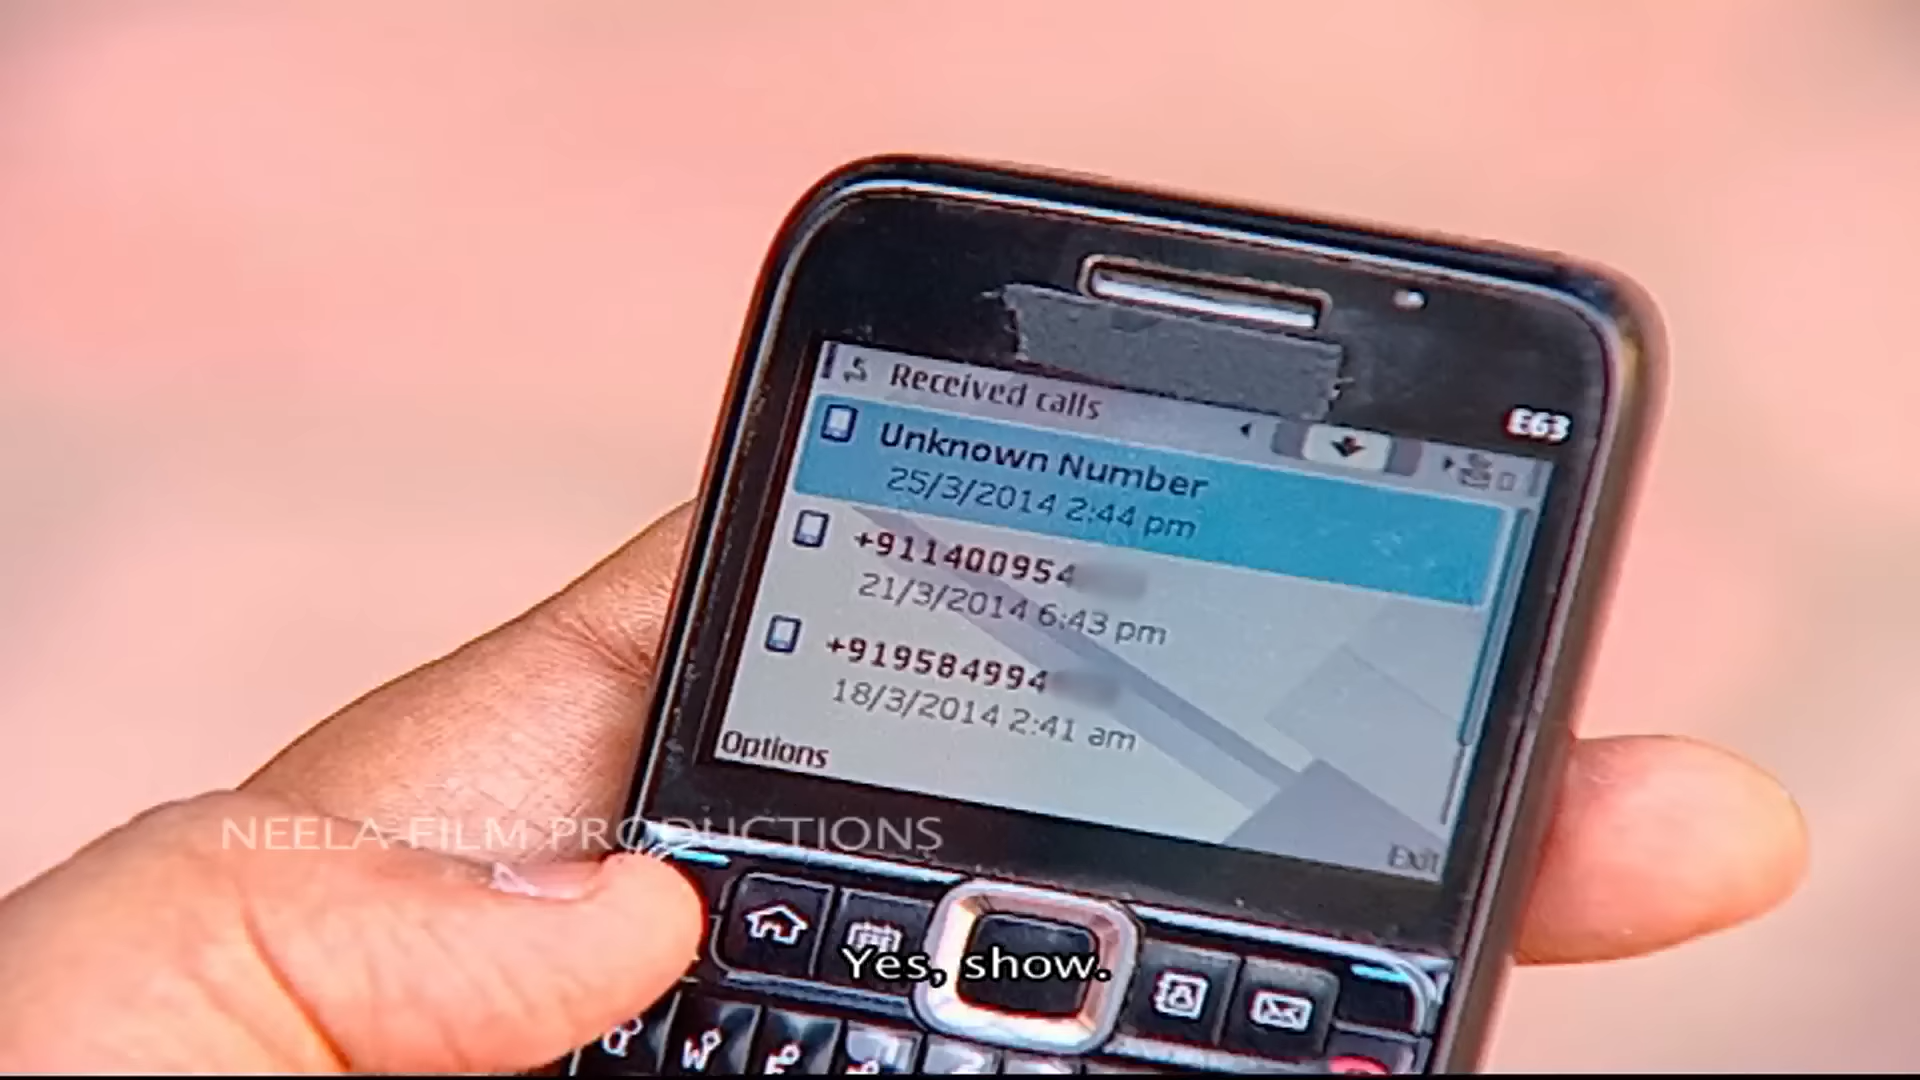 E63
Received calls
Unknown Number
25/3/2014 2:44 pm
+911400954
21/3/2014 6:43 pm
+919584994
18/3/2014 2:41 am
Options
Exit
NEELA FILM PRODUCTIONS
Yes, show.